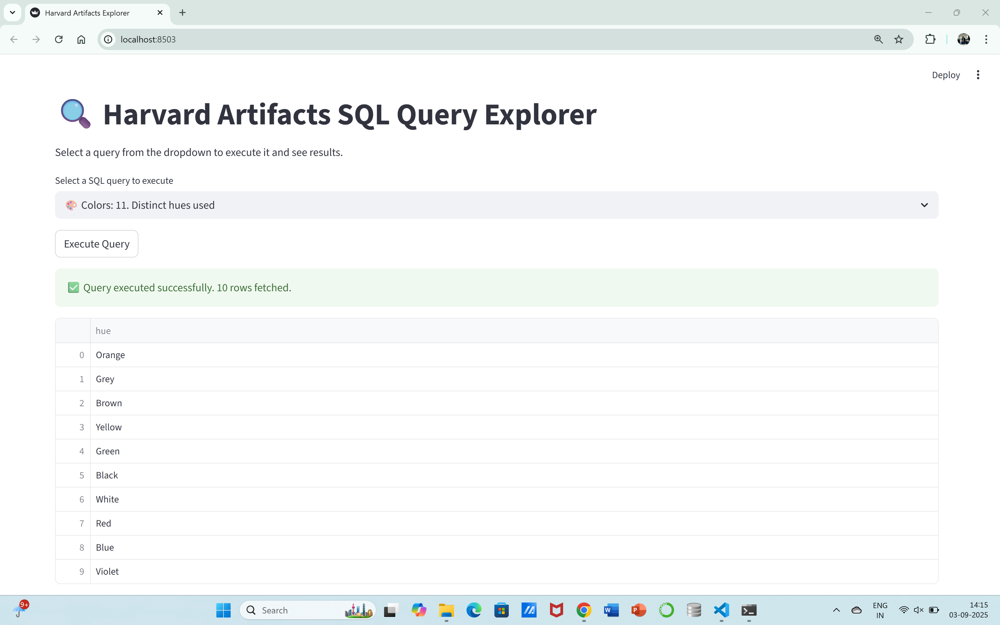 Harvard Artifacts Explorer
localhost:8503
Deploy
Harvard Artifacts SQL Query Explorer
Select a query from the dropdown to execute it and see results.
Select a SQL query to execute
Colors: 11. Distinct hues used
Execute Query
Query executed successfully. 10 rows fetched.
hue
0 Orange
1 Grey
2 Brown
3 Yellow
4 Green
5 Black
6 White
7 Red
8 Blue
9 Violet
9+
Search
W
P
ENG
IN
14:15
03-09-2025